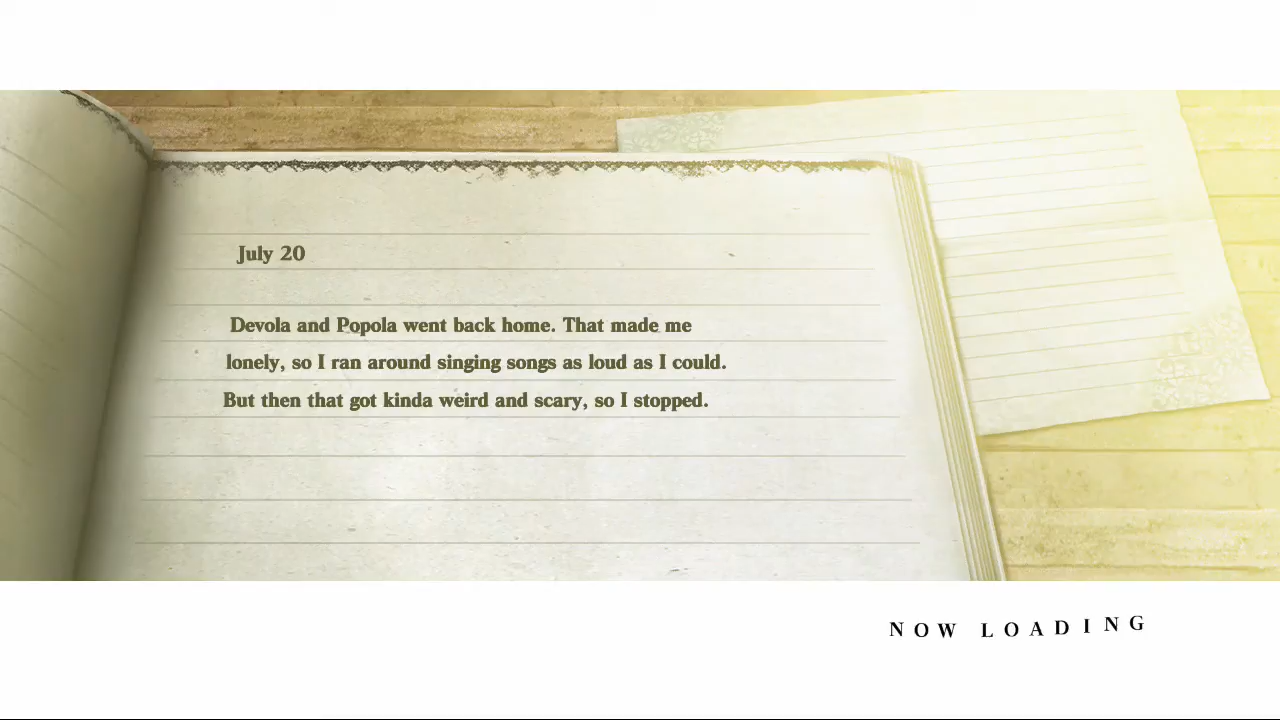 July 20
Devola and Popola went back home. That made me
lonely, so I ran around singing songs as loud as I could.
But then that got kinda weird and scary, so I stopped.
NOW LOADING